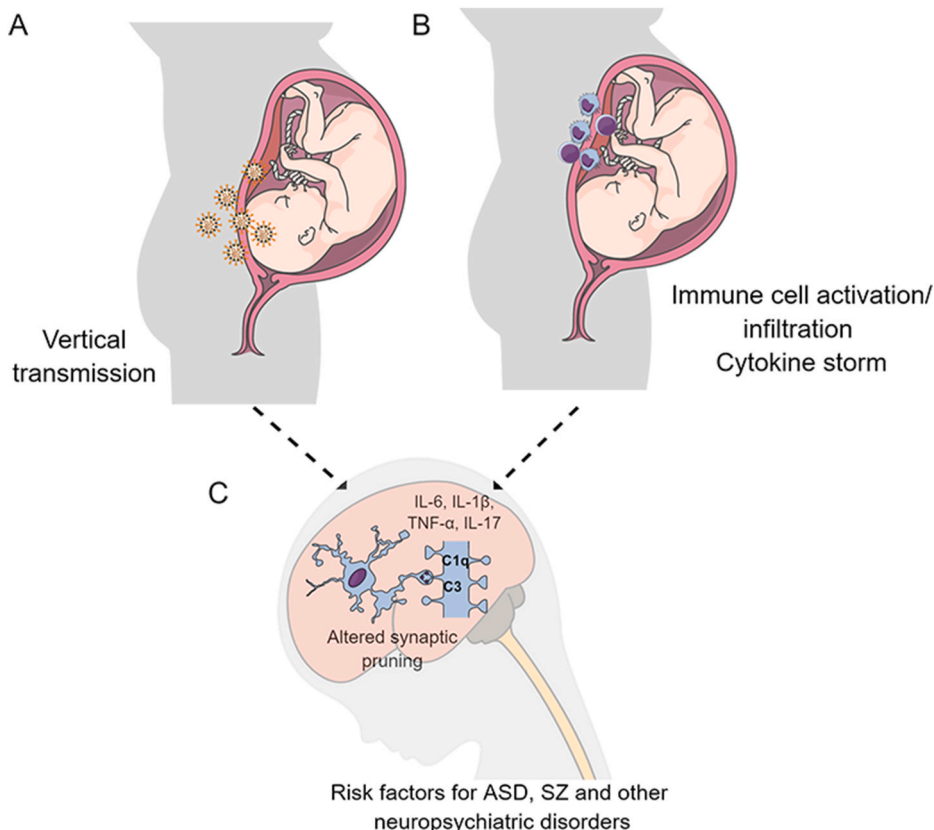 A
B
Vertical
transmission
Immune cell activation/
infiltration
Cytokine storm
C
IL-6, IL-1β,
TNF-α, IL-17
C1q
C3
Altered synaptic
pruning
Risk factors for ASD, SZ and other
neuropsychiatric disorders